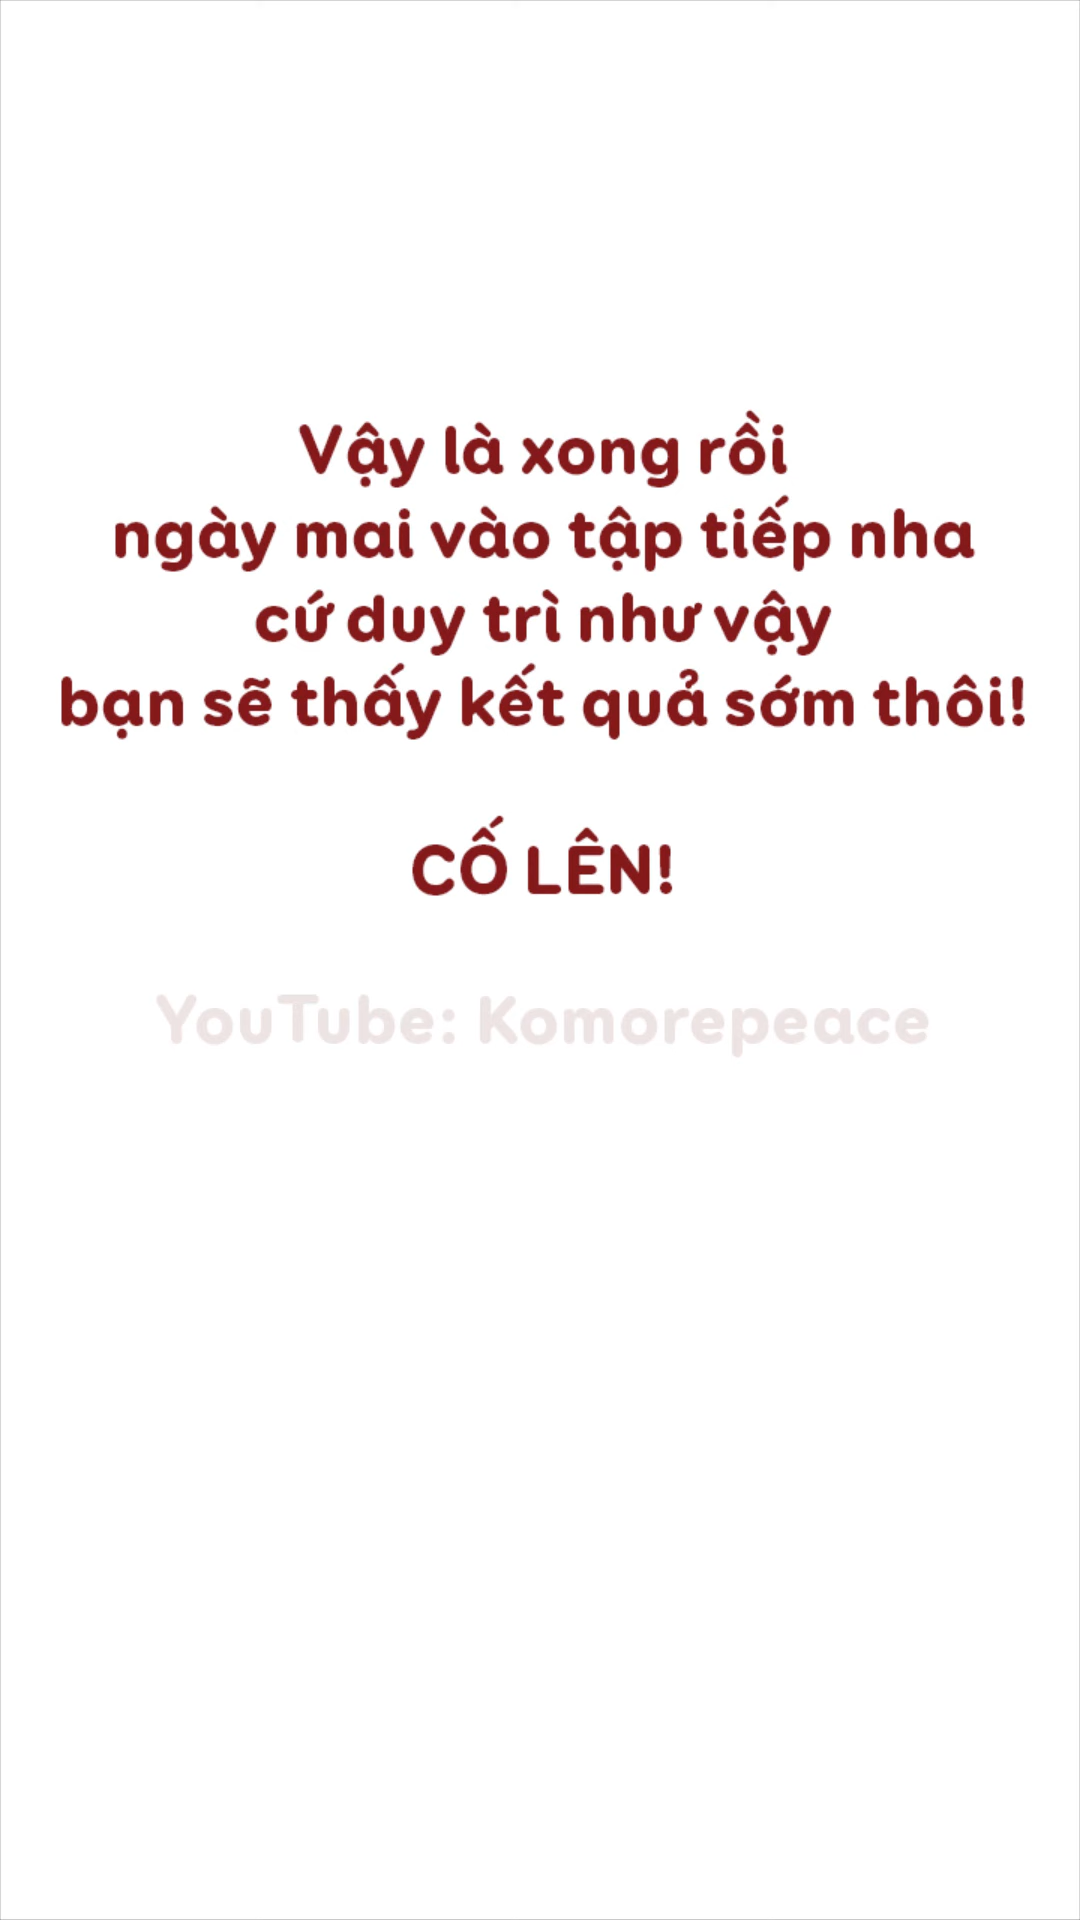 Vậy là xong rồi
ngày mai vào tập tiếp nha
cứ duy trì như vậy
bạn sẽ thấy kết quả sớm thôi!
CỐ LÊN!
YouTube: Komorepeace